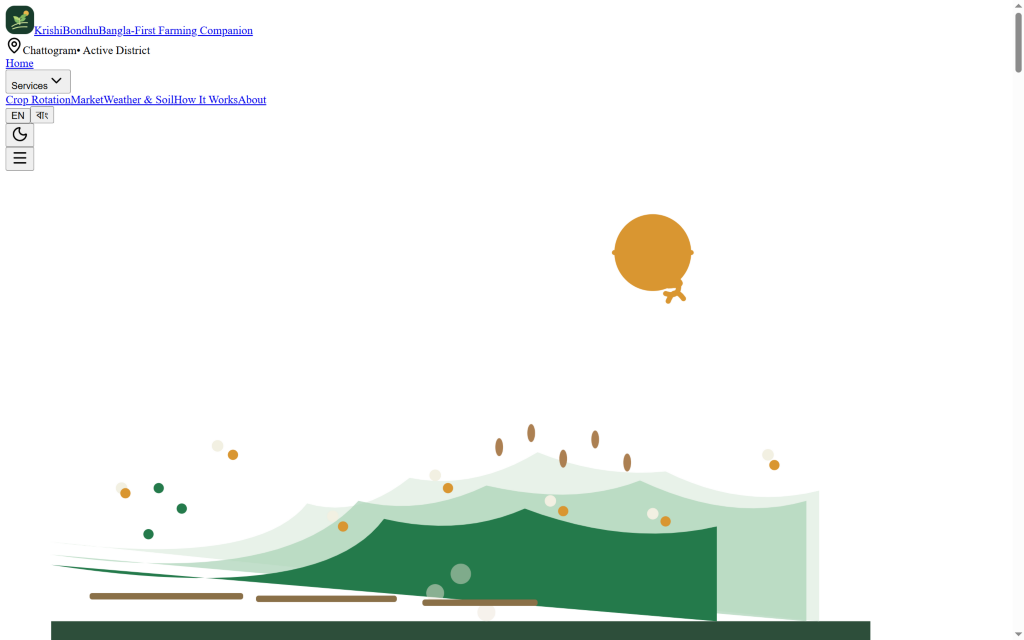 KrishiBondhuBangla-First Farming Companion
Chattogram• Active District
Home
Services
Crop RotationMarketWeather & SoilHow It WorksAbout
EN বাং